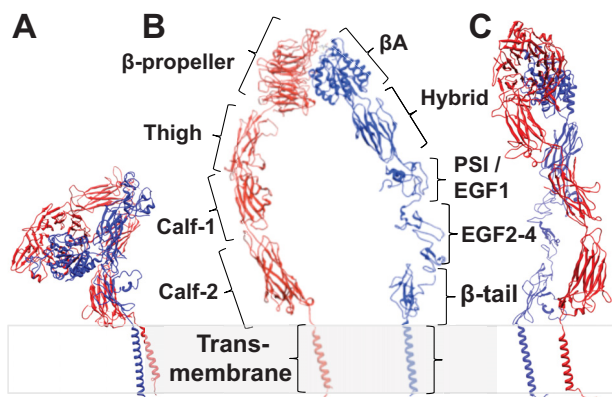 A
B
C
β-propeller
βA
Thigh
Hybrid
PSI /
EGF1
Calf-1
EGF2-4
Calf-2
β-tail
Trans-
membrane